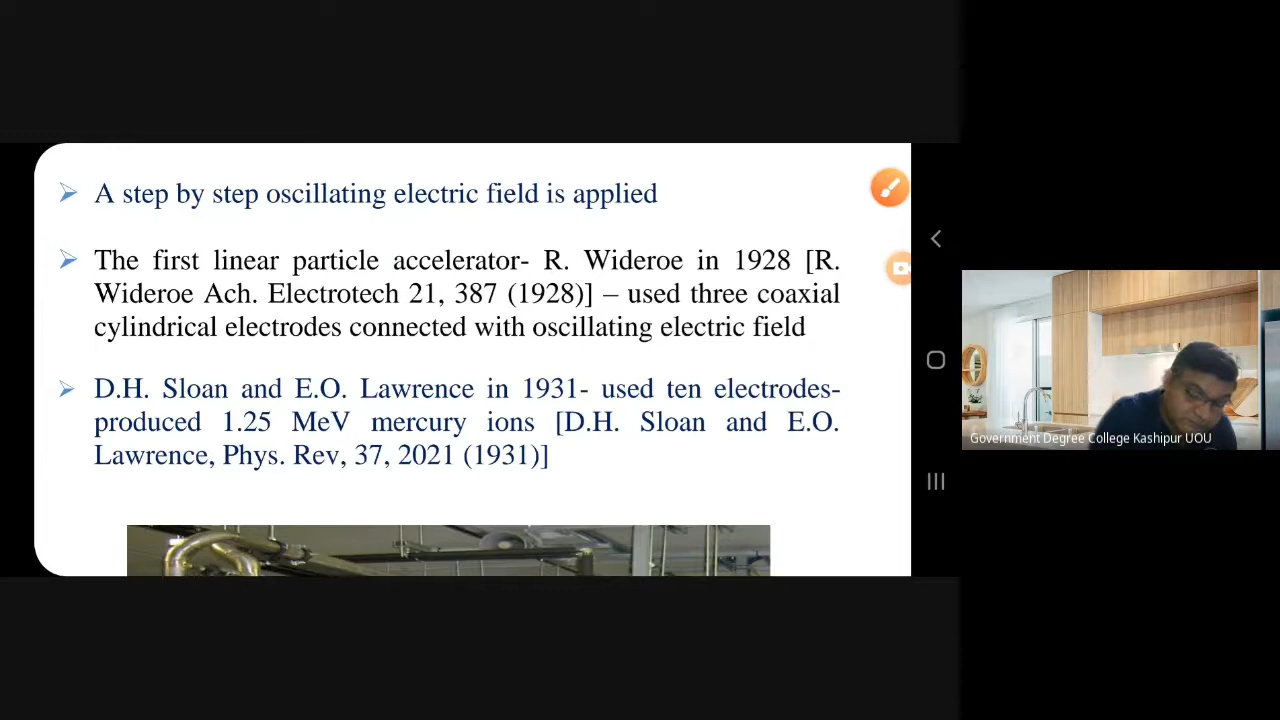 A step by step oscillating electric field is applied
The first linear particle accelerator- R. Wideroe in 1928 [R.
Wideroe Ach. Electrotech 21, 387 (1928)] – used three coaxial
cylindrical electrodes connected with oscillating electric field
D.H. Sloan and E.O. Lawrence in 1931- used ten electrodes-
produced 1.25 MeV mercury ions [D.H. Sloan and E.O.
Lawrence, Phys. Rev, 37, 2021 (1931)]
Government Degree College Kashipur UOU